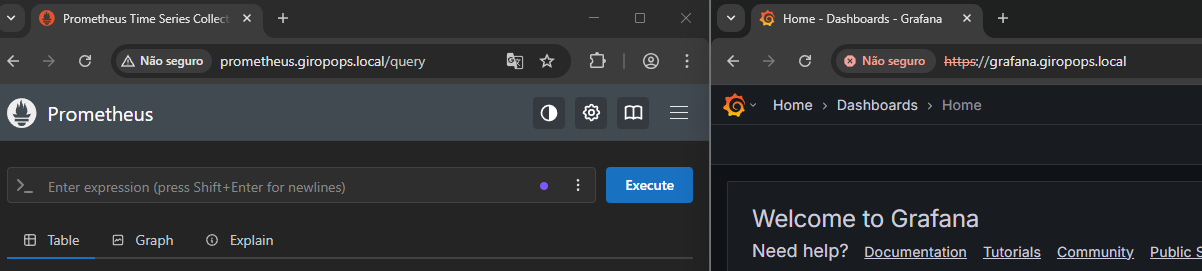 Prometheus Time Series Collect
Não seguro prometheus.giropops.local/query
Prometheus
Enter expression (press Shift+Enter for newlines)
Execute
Table Graph Explain
Home - Dashboards - Grafana
Não seguro https://grafana.giropops.local
Home › Dashboards › Home
Welcome to Grafana
Need help? Documentation Tutorials Community Public S